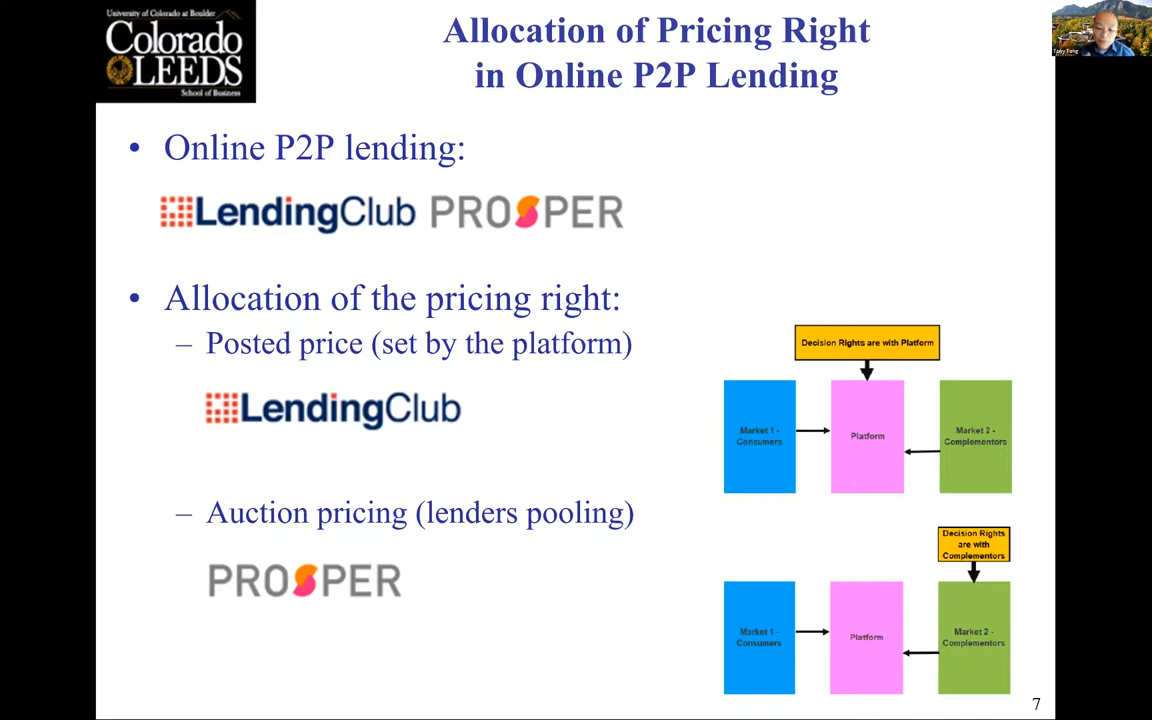 University of Colorado at Boulder
Colorado
LEEDS
School of Business
Allocation of Pricing Right
in Online P2P Lending
Tony Tong
• Online P2P lending:
LendingClub PROSPER
• Allocation of the pricing right:
– Posted price (set by the platform)
LendingClub
Decision Rights are with Platform
Market 1 -
Consumers
Platform
Market 2 -
Complementors
– Auction pricing (lenders pooling)
PROSPER
Decision Rights
are with
Complementors
Market 1 -
Consumers
Platform
Market 2 -
Complementors
7